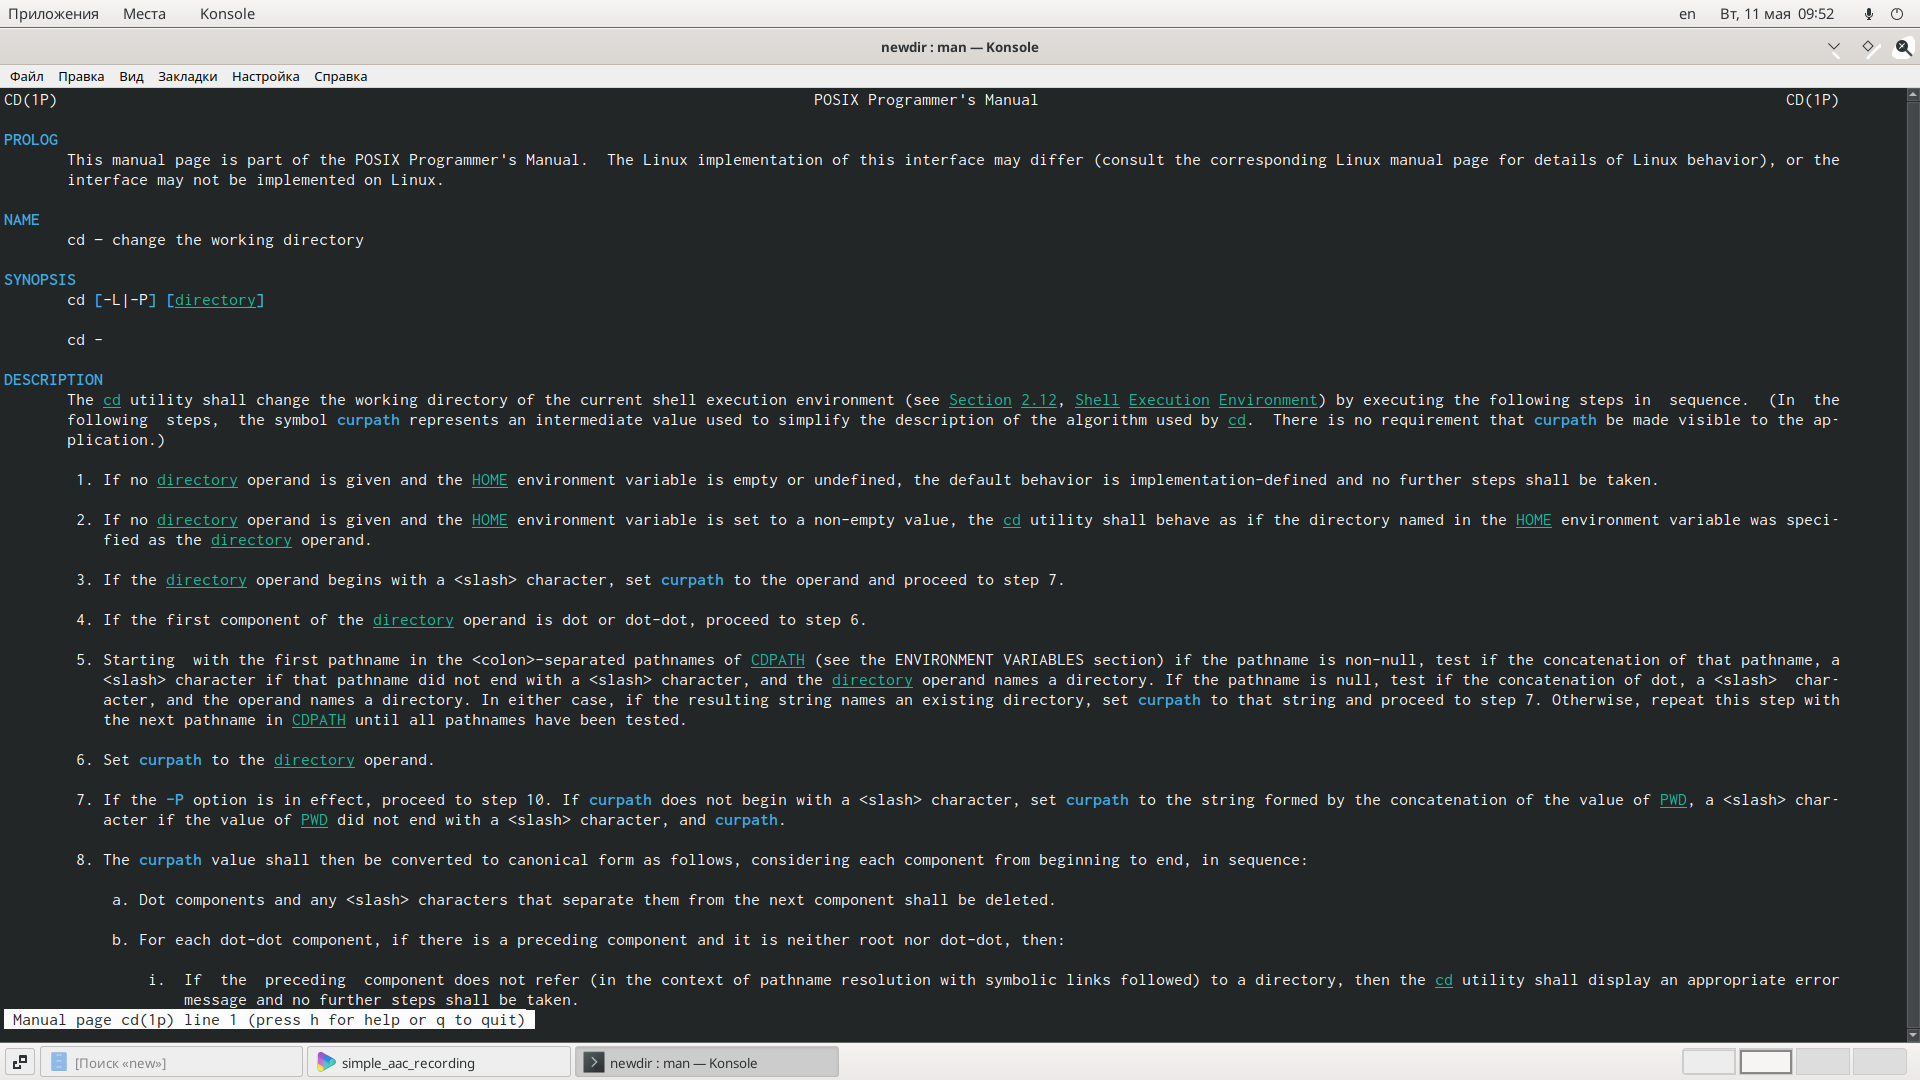 Приложения Места Konsole en Вт, 11 мая 09:52
newdir : man — Konsole
Файл Правка Вид Закладки Настройка Справка
CD(1P) POSIX Programmer's Manual CD(1P)
PROLOG
This manual page is part of the POSIX Programmer's Manual. The Linux implementation of this interface may differ (consult the corresponding Linux manual page for details of Linux behavior), or the
interface may not be implemented on Linux.
NAME
cd — change the working directory
SYNOPSIS
cd [-L|-P] [directory]
cd -
DESCRIPTION
The cd utility shall change the working directory of the current shell execution environment (see Section 2.12, Shell Execution Environment) by executing the following steps in sequence. (In the
following steps, the symbol curpath represents an intermediate value used to simplify the description of the algorithm used by cd. There is no requirement that curpath be made visible to the ap-
plication.)
1. If no directory operand is given and the HOME environment variable is empty or undefined, the default behavior is implementation-defined and no further steps shall be taken.
2. If no directory operand is given and the HOME environment variable is set to a non-empty value, the cd utility shall behave as if the directory named in the HOME environment variable was speci-
fied as the directory operand.
3. If the directory operand begins with a <slash> character, set curpath to the operand and proceed to step 7.
4. If the first component of the directory operand is dot or dot-dot, proceed to step 6.
5. Starting with the first pathname in the <colon>-separated pathnames of CDPATH (see the ENVIRONMENT VARIABLES section) if the pathname is non-null, test if the concatenation of that pathname, a
<slash> character if that pathname did not end with a <slash> character, and the directory operand names a directory. If the pathname is null, test if the concatenation of dot, a <slash> char-
acter, and the operand names a directory. In either case, if the resulting string names an existing directory, set curpath to that string and proceed to step 7. Otherwise, repeat this step with
the next pathname in CDPATH until all pathnames have been tested.
6. Set curpath to the directory operand.
7. If the -P option is in effect, proceed to step 10. If curpath does not begin with a <slash> character, set curpath to the string formed by the concatenation of the value of PWD, a <slash> char-
acter if the value of PWD did not end with a <slash> character, and curpath.
8. The curpath value shall then be converted to canonical form as follows, considering each component from beginning to end, in sequence:
a. Dot components and any <slash> characters that separate them from the next component shall be deleted.
b. For each dot-dot component, if there is a preceding component and it is neither root nor dot-dot, then:
i. If the preceding component does not refer (in the context of pathname resolution with symbolic links followed) to a directory, then the cd utility shall display an appropriate error
message and no further steps shall be taken.
Manual page cd(1p) line 1 (press h for help or q to quit)
[Поиск «new»] simple_aac_recording newdir : man — Konsole